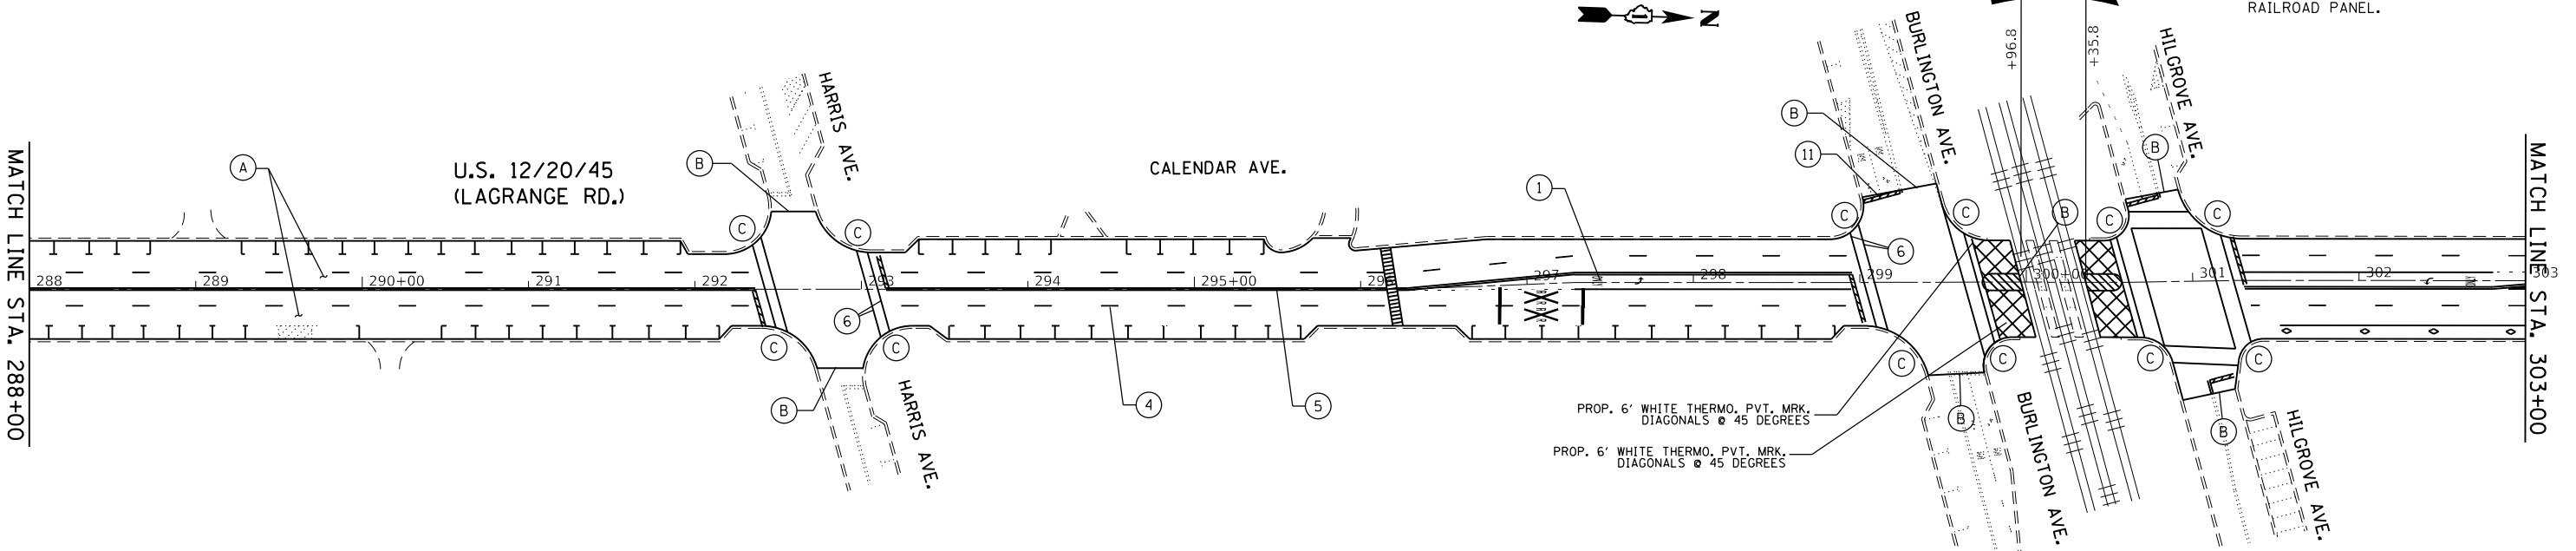 N
RAILROAD PANEL.
+96.8
+35.8
BURLINGTON AVE.
HILGROVE AVE.
HARRIS AVE.
B
11
B
MATCH LINE STA. 288+00
A
U.S. 12/20/45
(LAGRANGE RD.)
B
CALENDAR AVE.
1
MATCH LINE STA. 303+00
C
C
C
C
B
C
C
6
288
289
290+00
291
292
293
294
295+00
296
297
298
299
300+00
301
302
303
6
C
C
C
C
C
C
B
4
5
PROP. 6' WHITE THERMO. PVT. MRK.
DIAGONALS @ 45 DEGREES
PROP. 6' WHITE THERMO. PVT. MRK.
DIAGONALS @ 45 DEGREES
B
B
HARRIS AVE.
BURLINGTON AVE.
HILGROVE AVE.